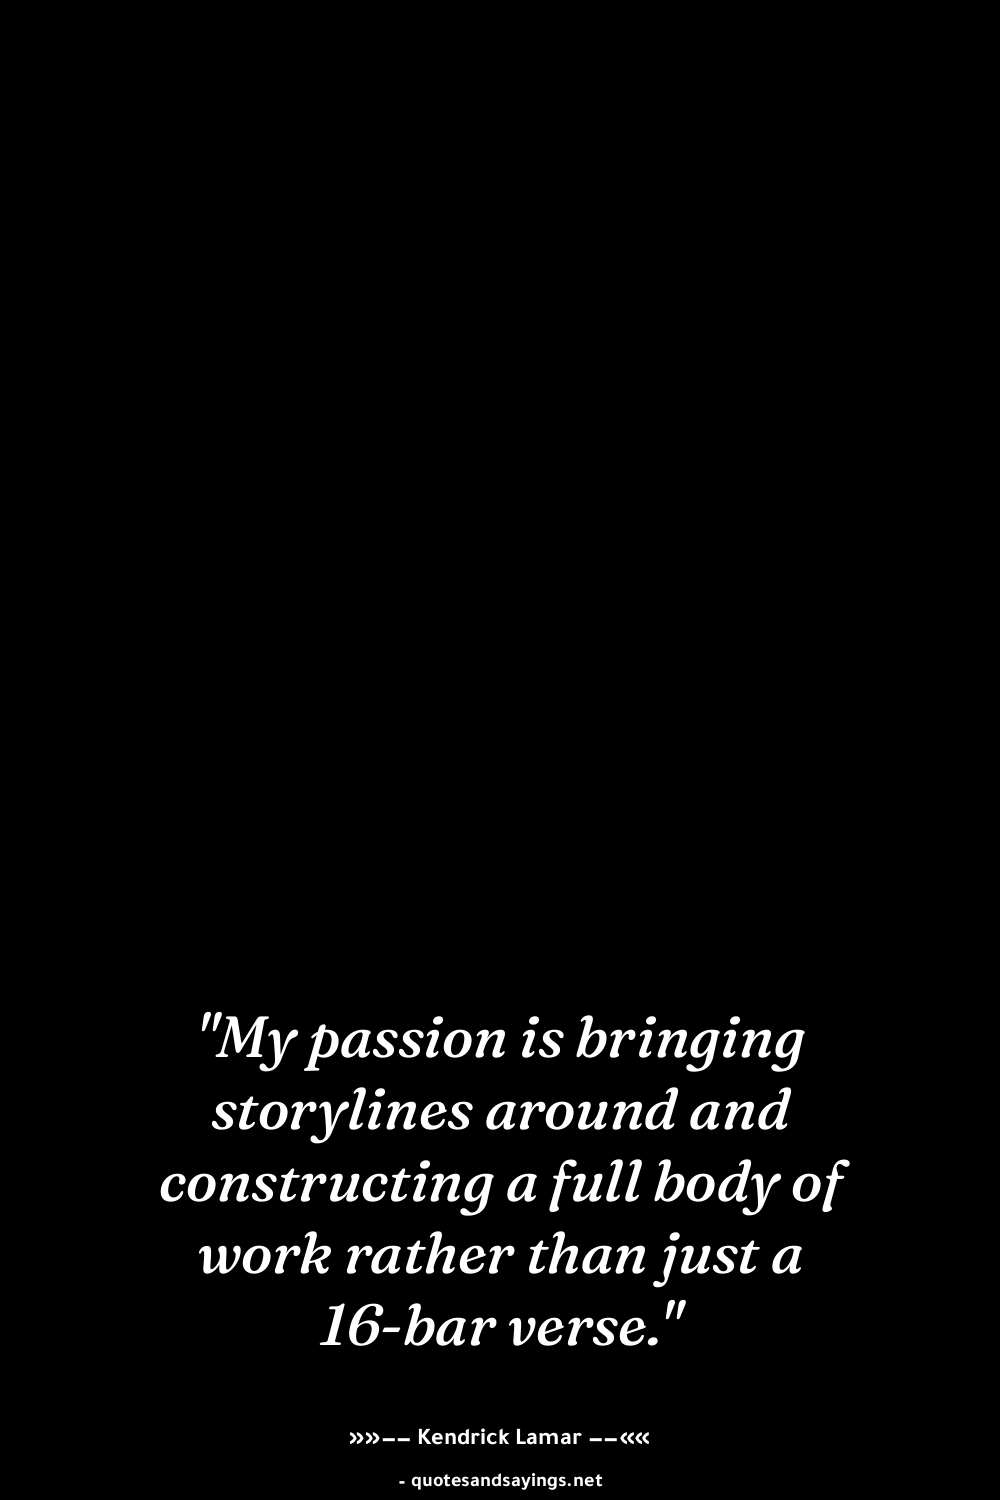 "My passion is bringing
storylines around and
constructing a full body of
work rather than just a
16-bar verse."
»»−− Kendrick Lamar −−««
- quotesandsayings.net